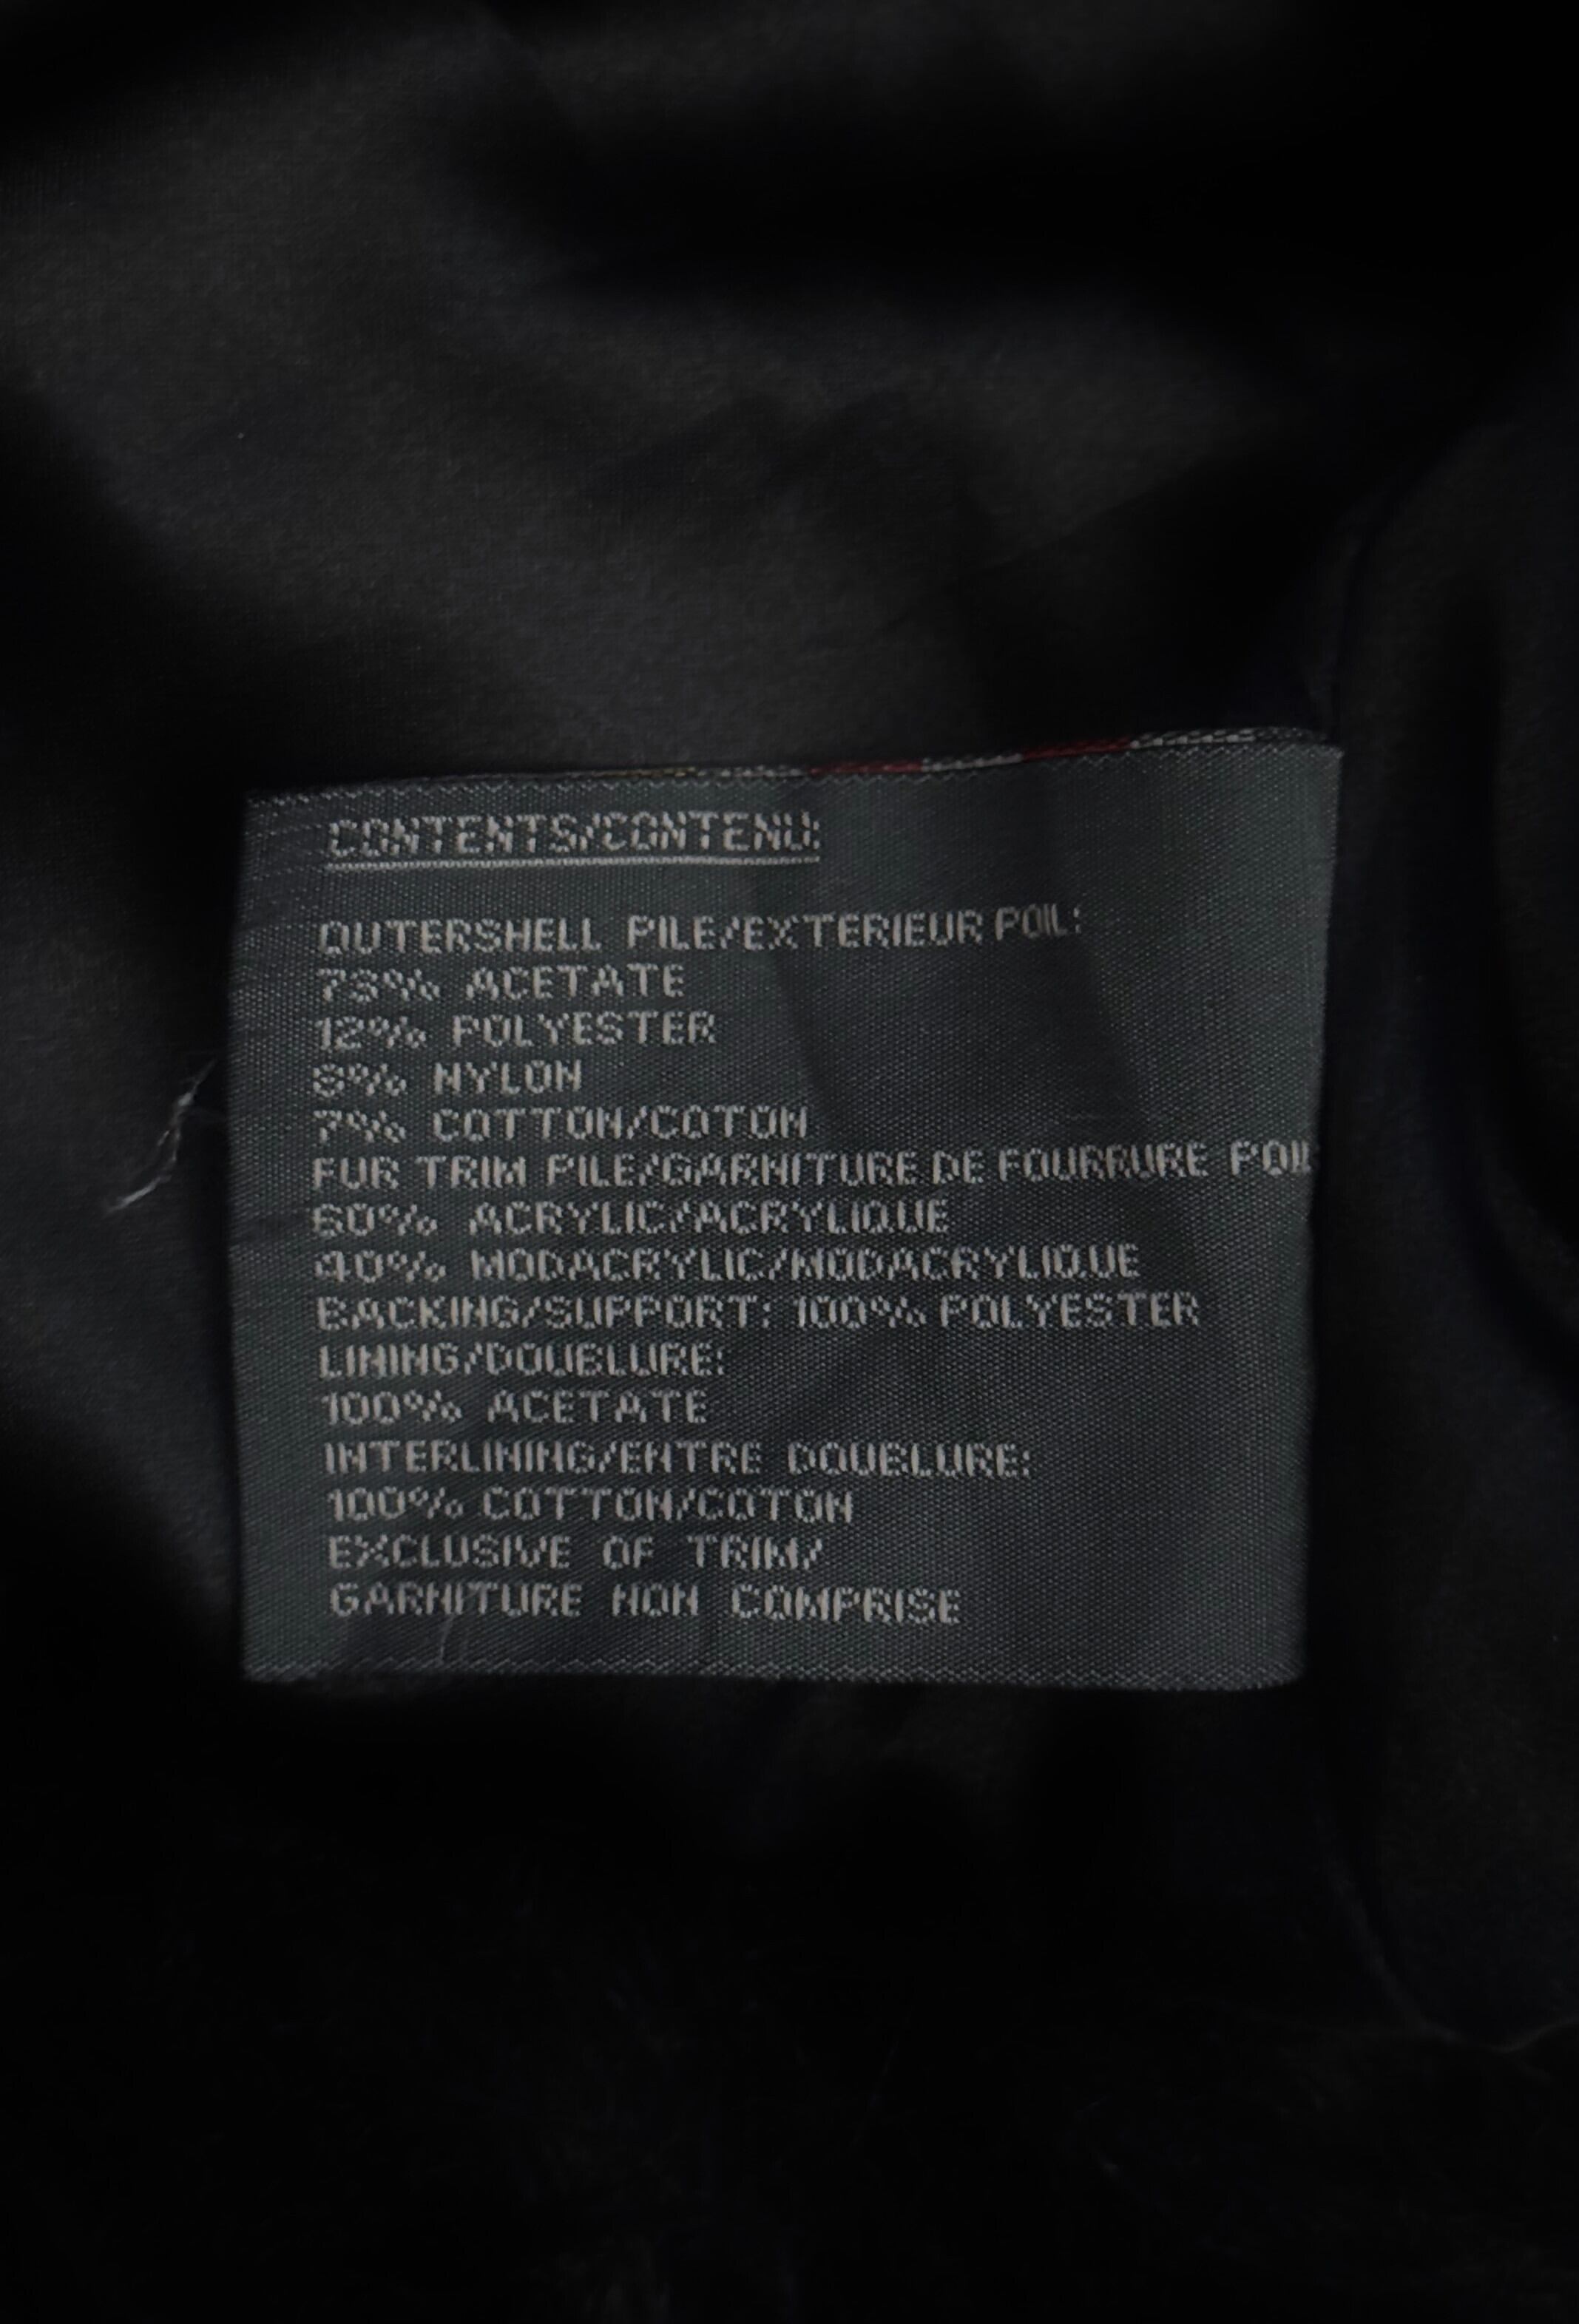 CONTENTS/CONTENU:
OUTERSHELL PILE/EXTERIEUR POIL:
73% ACETATE
12% POLYESTER
8% NYLON
7% COTTON/COTON
FUR TRIM PILE/GARNITURE DE FOURRURE POIL
60% ACRYLIC/ACRYLIQUE
40% MODACRYLIC/MODACRYLIQUE
BACKING/SUPPORT: 100% POLYESTER
LINING/DOUBLURE:
100% ACETATE
INTERLINING/ENTRE DOUBLURE:
100% COTTON/COTON
EXCLUSIVE OF TRIM/
GARNITURE NON COMPRISE